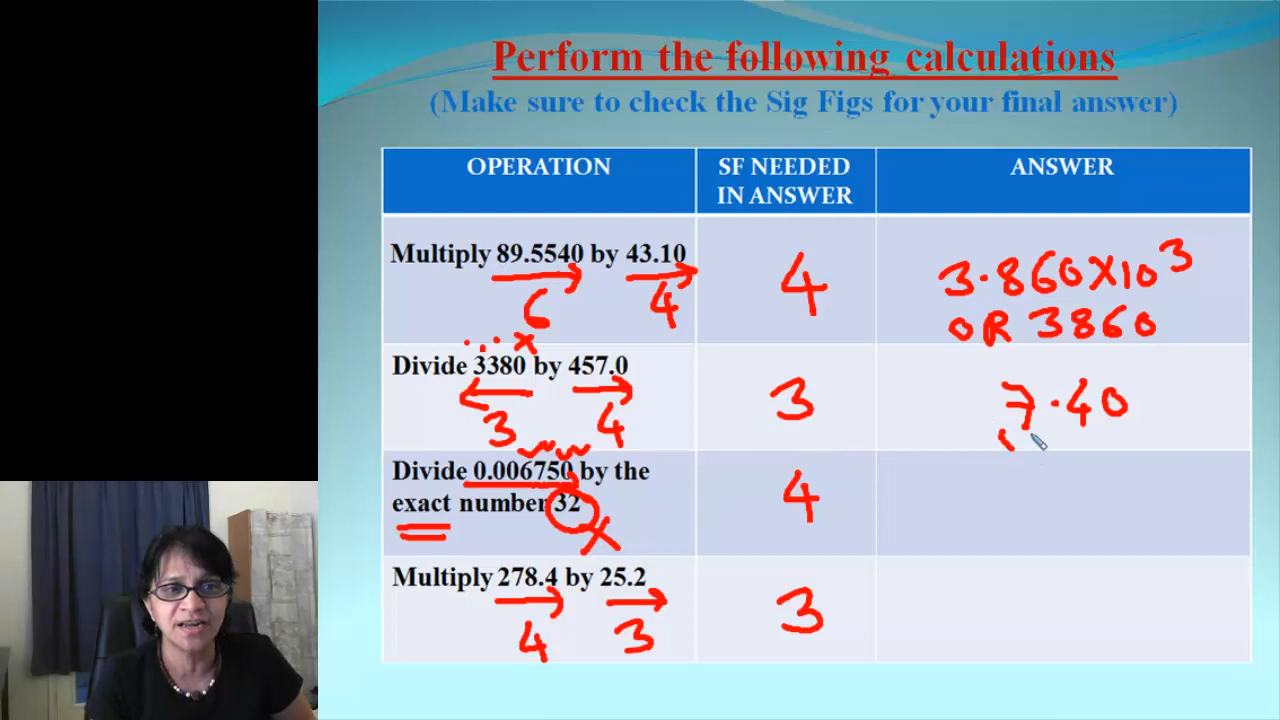 Perform the following calculations
(Make sure to check the Sig Figs for your final answer)
OPERATION
SF NEEDED
IN ANSWER
ANSWER
Multiply 89.5540 by 43.10
6
4
4
3.860X10^3
OR 3860
X
Divide 3380 by 457.0
3
4
3
7.40
Divide 0.006750 by the
exact number 32
X
4
Multiply 278.4 by 25.2
4
3
3